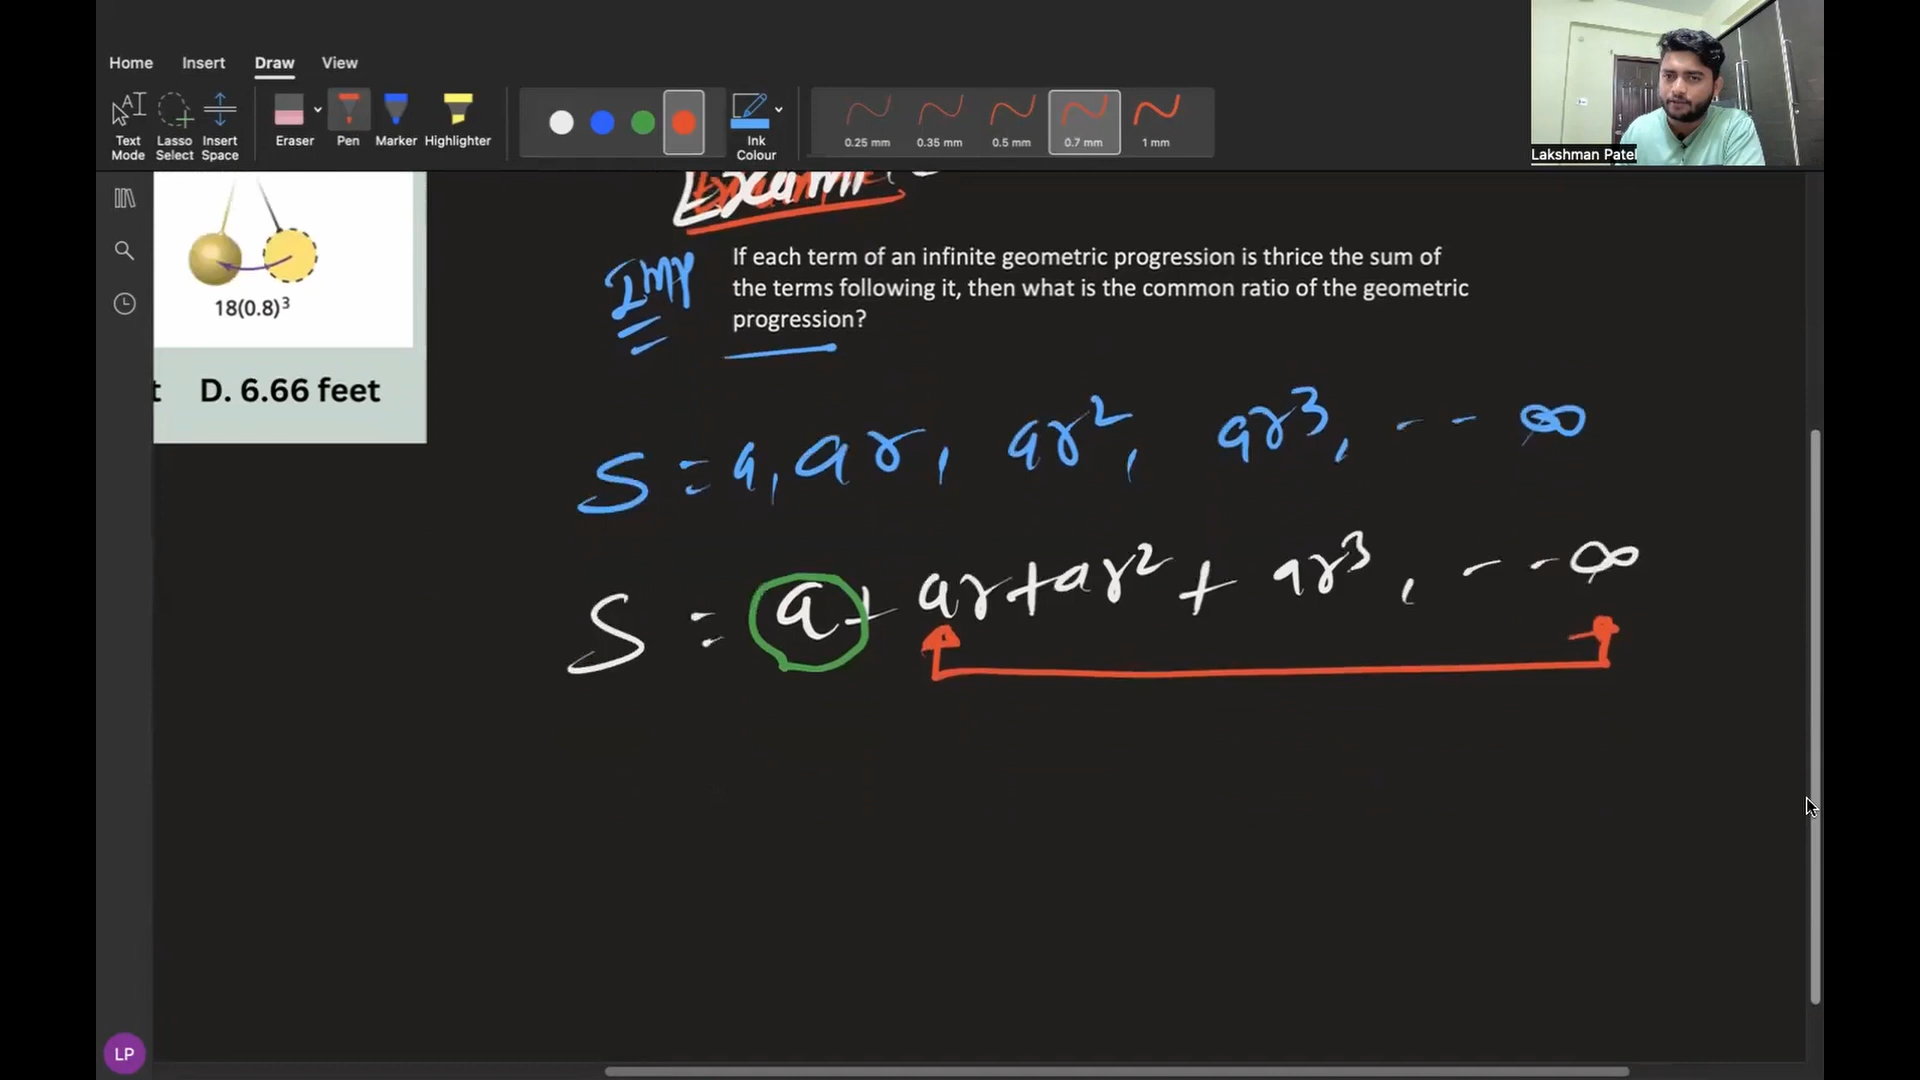 Home Insert Draw View
Text Mode
Lasso Select
Insert Space
Eraser
Pen
Marker
Highlighter
Ink Colour
0.25 mm
0.35 mm
0.5 mm
0.7 mm
1 mm
Lakshman Patel
18(0.8)³
D. 6.66 feet
Imp
If each term of an infinite geometric progression is thrice the sum of
the terms following it, then what is the common ratio of the geometric
progression?
S = a, ar, ar², ar³, -- ∞
S = a + ar + ar² + ar³, -- ∞
LP